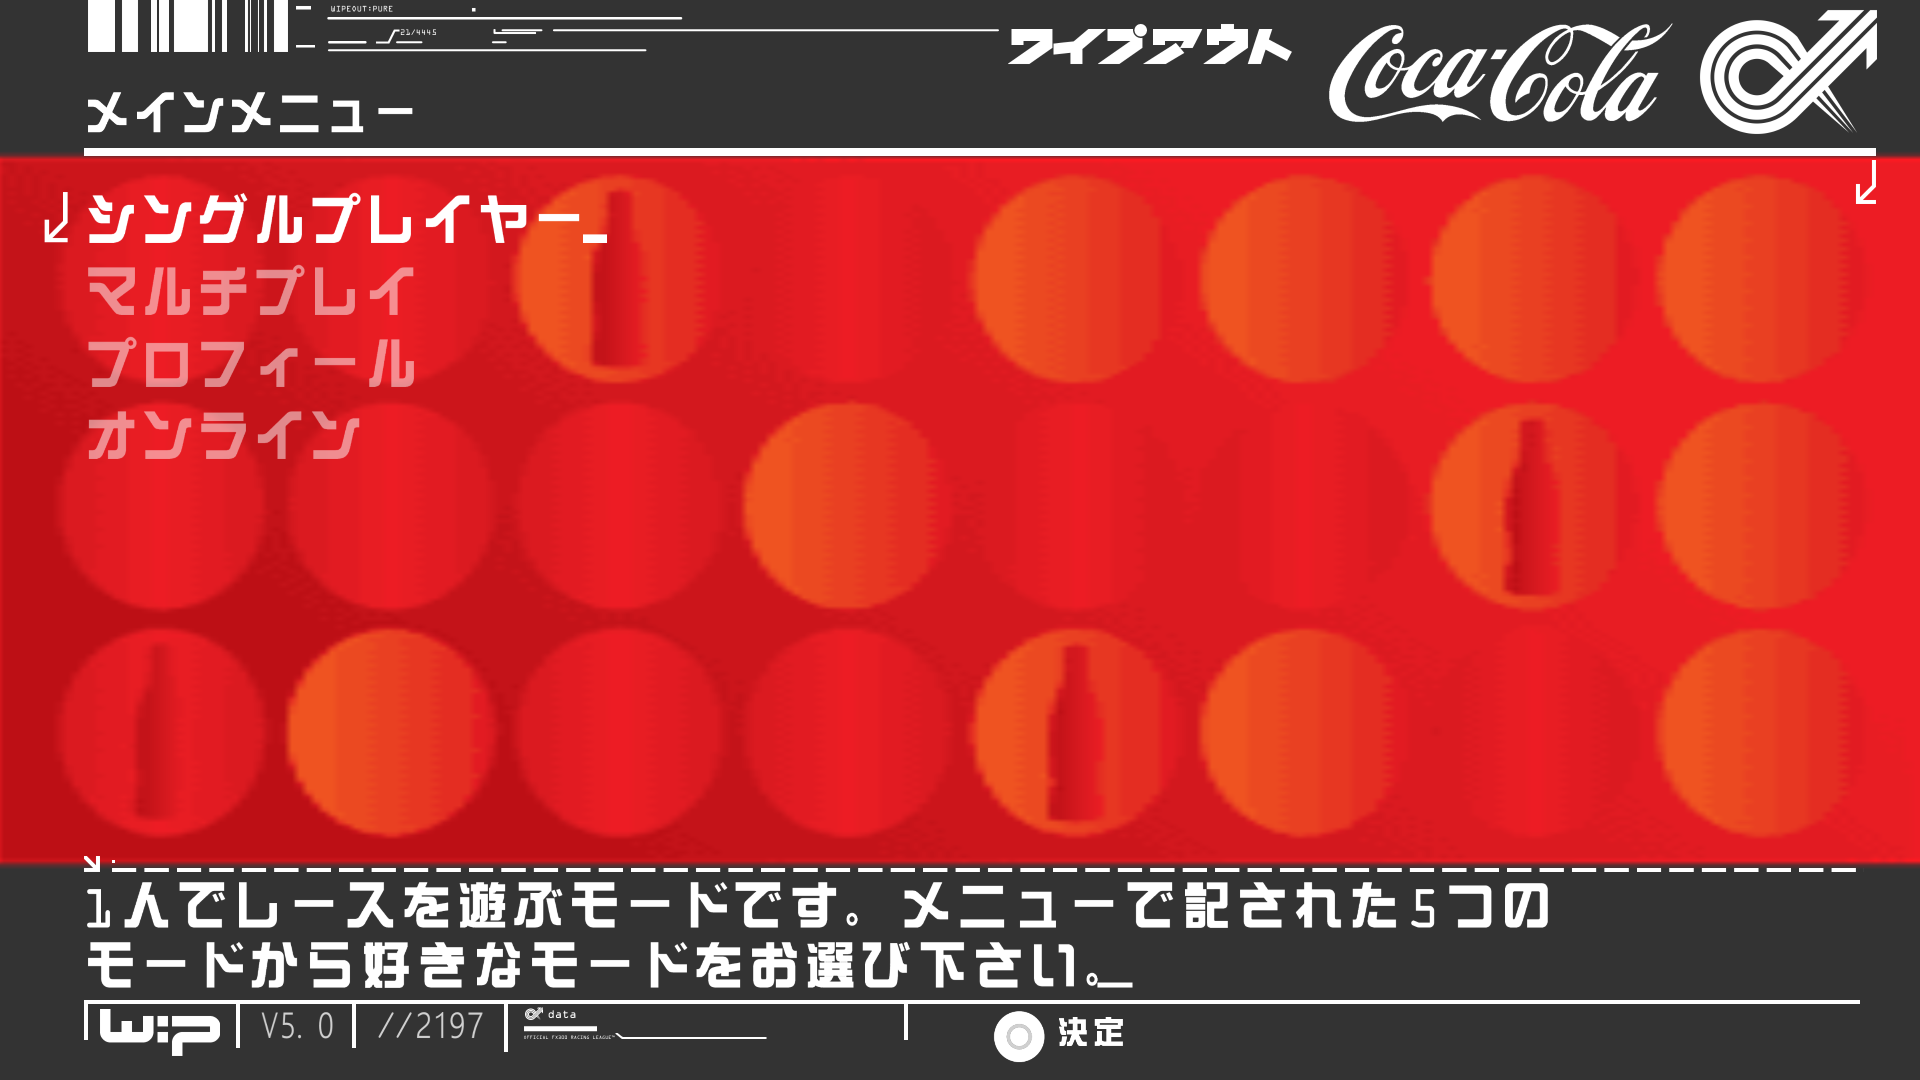 WIPEOUT:PURE
21/4445
ワイプアウト
Coca-Cola
メインメニュー
シングルプレイヤー_
マルチプレイ
プロフィール
オンライン
1人でレースを遊ぶモードです。メニューで記された5つの
モードから好きなモードをお選び下さい。_
wip
V5.0
//2197
data
OFFICIAL FX300 RACING LEAGUE
決定